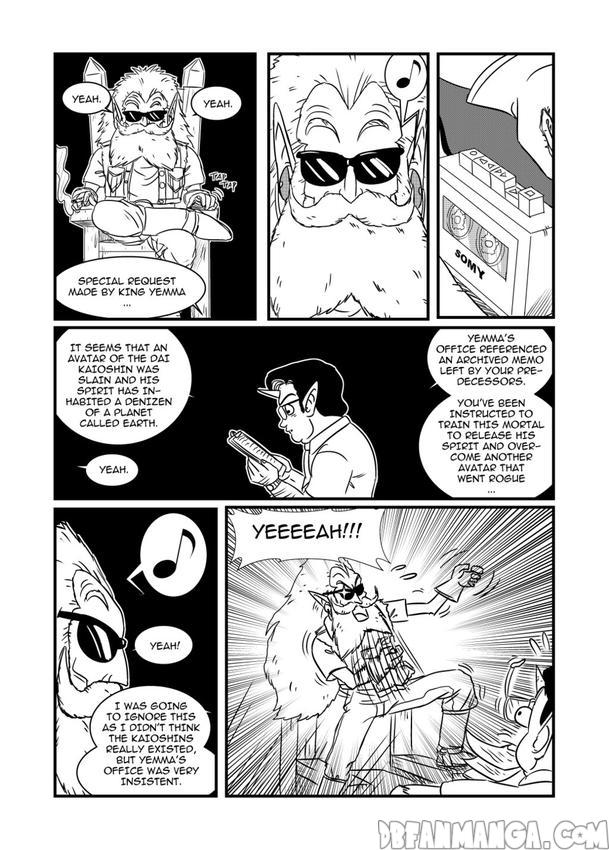 YEAH.
YEAH.
TAP
TAP
SPECIAL REQUEST
MADE BY KING YEMMA
...
SOMY
IT SEEMS THAT AN
AVATAR OF THE DAI
KAIOSHIN WAS
SLAIN AND HIS
SPIRIT HAS IN-
HABITED A DENIZEN
OF A PLANET
CALLED EARTH.
YEAH.
YEMMA'S
OFFICE REFERENCED
AN ARCHIVED MEMO
LEFT BY YOUR PRE-
DECESSORS.
YOU'VE BEEN
INSTRUCTED TO
TRAIN THIS MORTAL
TO RELEASE HIS
SPIRIT AND OVER-
COME ANOTHER
AVATAR THAT
WENT ROGUE
...
YEAH!
I WAS GOING
TO IGNORE THIS
AS I DIDN'T THINK
THE KAIOSHINS
REALLY EXISTED,
BUT YEMMA'S
OFFICE WAS VERY
INSISTENT.
YEEEEAH!!!
DBFANMANGA.COM